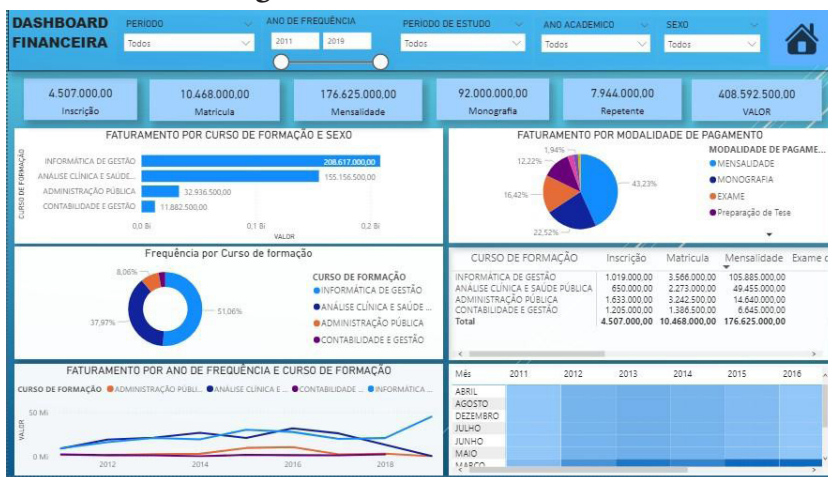 DASHBOARD
FINANCEIRA
PERÍODO
Todos
ANO DE FREQUÊNCIA
2011 2019
PERÍODO DE ESTUDO
Todos
ANO ACADEMICO
Todos
SEXO
Todos
4.507.000,00
Inscrição
10.468.000,00
Matricula
176.625.000,00
Mensalidade
92.000.000,00
Monografia
7.944.000,00
Repetente
408.592.500,00
VALOR
FATURAMENTO POR CURSO DE FORMAÇÃO E SEXO
CURSO DE FORMAÇÃO
INFORMÁTICA DE GESTÃO 208.617.000,00
ANÁLISE CLÍNICA E SAÚDE... 155.156.500,00
ADMINISTRAÇÃO PÚBLICA 32.936.500,00
CONTABILIDADE E GESTÃO 11.882.500,00
0,0 Bi 0,1 Bi 0,2 Bi
VALOR
FATURAMENTO POR MODALIDADE DE PAGAMENTO
1,94%
12,22%
16,42%
22,52%
43,23%
MODALIDADE DE PAGAME...
MENSALIDADE
MONOGRAFIA
EXAME
Preparação de Tese
Frequência por Curso de formação
8,06%
37,97%
51,06%
CURSO DE FORMAÇÃO
INFORMÁTICA DE GESTÃO
ANÁLISE CLÍNICA E SAÚDE ...
ADMINISTRAÇÃO PÚBLICA
CONTABILIDADE E GESTÃO
CURSO DE FORMAÇÃO Inscrição Matricula Mensalidade Exame
INFORMÁTICA DE GESTÃO 1.019.000,00 3.566.000,00 105.885.000,00
ANÁLISE CLÍNICA E SAÚDE PÚBLICA 650.000,00 2.273.000,00 49.455.000,00
ADMINISTRAÇÃO PÚBLICA 1.633.000,00 3.242.500,00 14.640.000,00
CONTABILIDADE E GESTÃO 1.205.000,00 1.386.500,00 6.645.000,00
Total 4.507.000,00 10.468.000,00 176.625.000,00
FATURAMENTO POR ANO DE FREQUÊNCIA E CURSO DE FORMAÇÃO
CURSO DE FORMAÇÃO ADMINISTRAÇÃO PÚBLI... ANÁLISE CLÍNICA E ... CONTABILIDADE ... INFORMÁTICA ...
VALOR
50 Mi
0 Mi
2012 2014 2016 2018
Mês 2011 2012 2013 2014 2015 2016
ABRIL
AGOSTO
DEZEMBRO
JULHO
JUNHO
MAIO
MARÇO